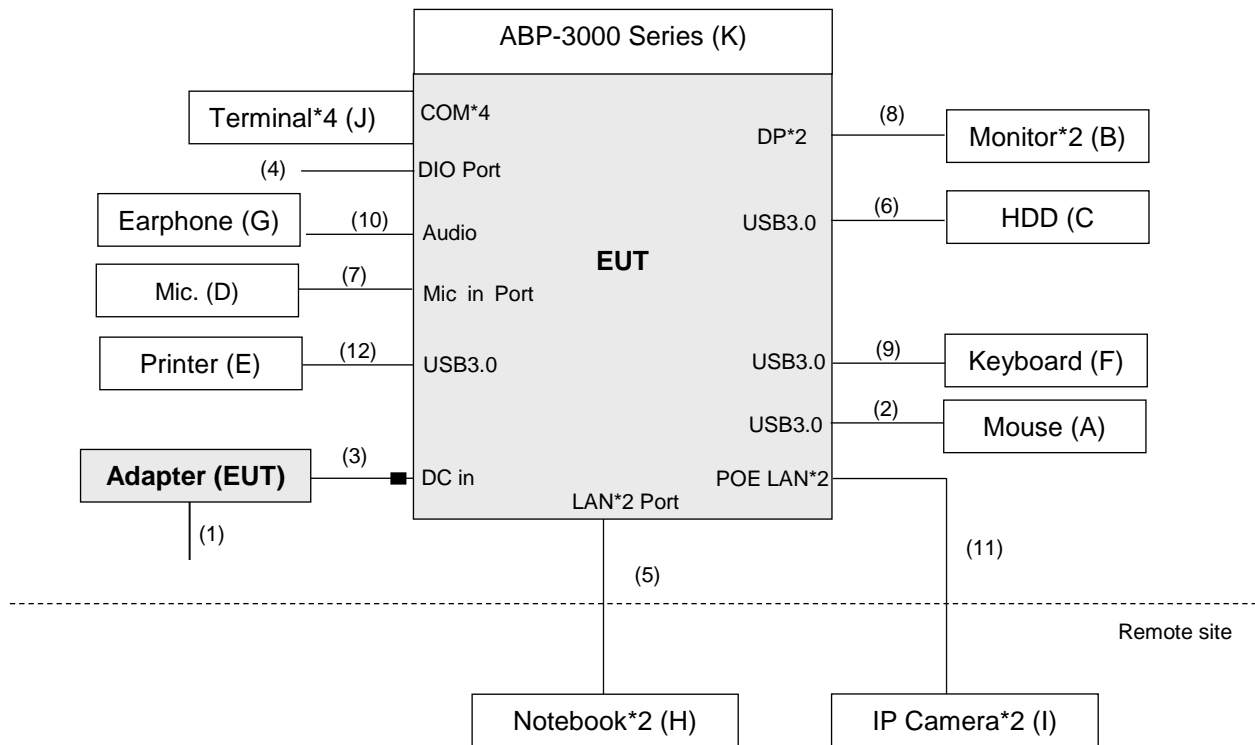 ABP-3000 Series (K)
Terminal*4 (J)
COM*4
(8)
DP*2
Monitor*2 (B)
(4)
DIO Port
Earphone (G)
(10)
Audio
USB3.0
(6)
HDD (C
EUT
Mic. (D)
(7)
Mic in Port
Printer (E)
(12)
USB3.0
USB3.0
(9)
Keyboard (F)
USB3.0
(2)
Mouse (A)
Adapter (EUT)
(3)
DC in
POE LAN*2
LAN*2 Port
(1)
(5)
(11)
Remote site
Notebook*2 (H)
IP Camera*2 (I)